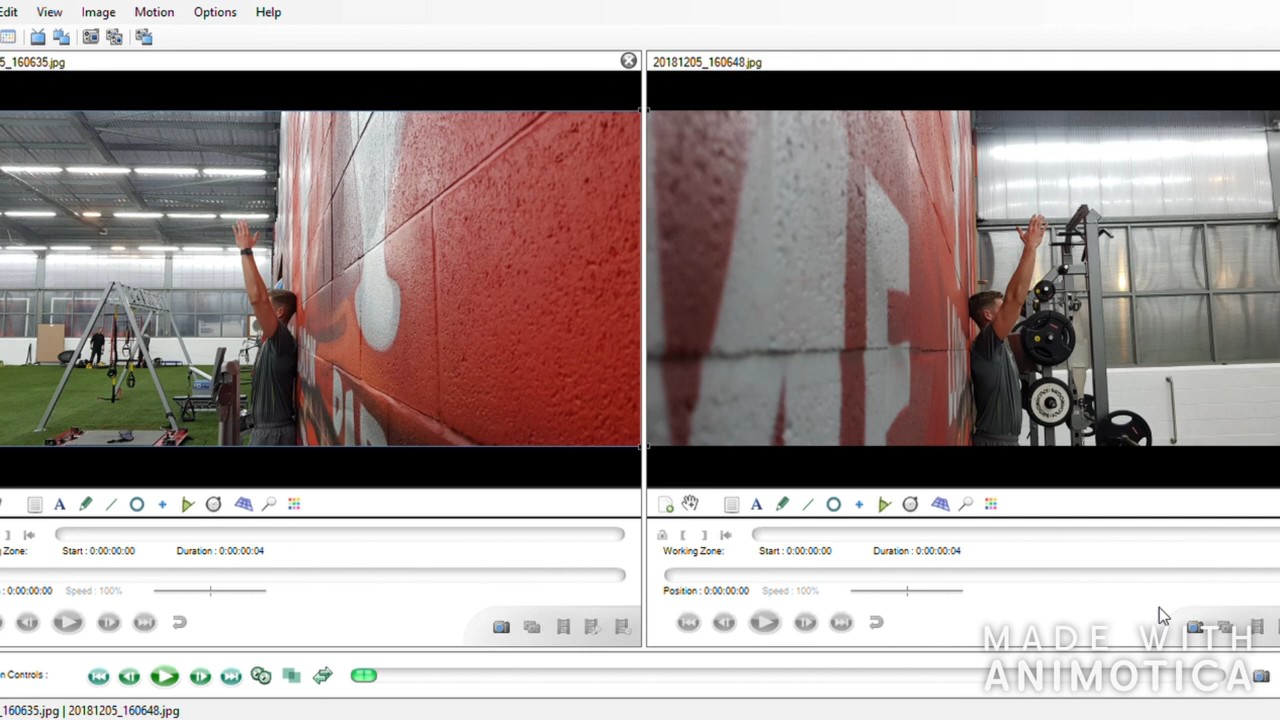 Edit View Image Motion Options Help
5_160635.jpg
20181205_160648.jpg
Zone: Start : 0:00:00:00 Duration : 0:00:00:04
: 0:00:00:00 Speed : 100%
Working Zone: Start : 0:00:00:00 Duration : 0:00:00:04
Position : 0:00:00:00 Speed : 100%
n Controls :
MADE WITH
ANIMOTICA
_160635.jpg | 20181205_160648.jpg